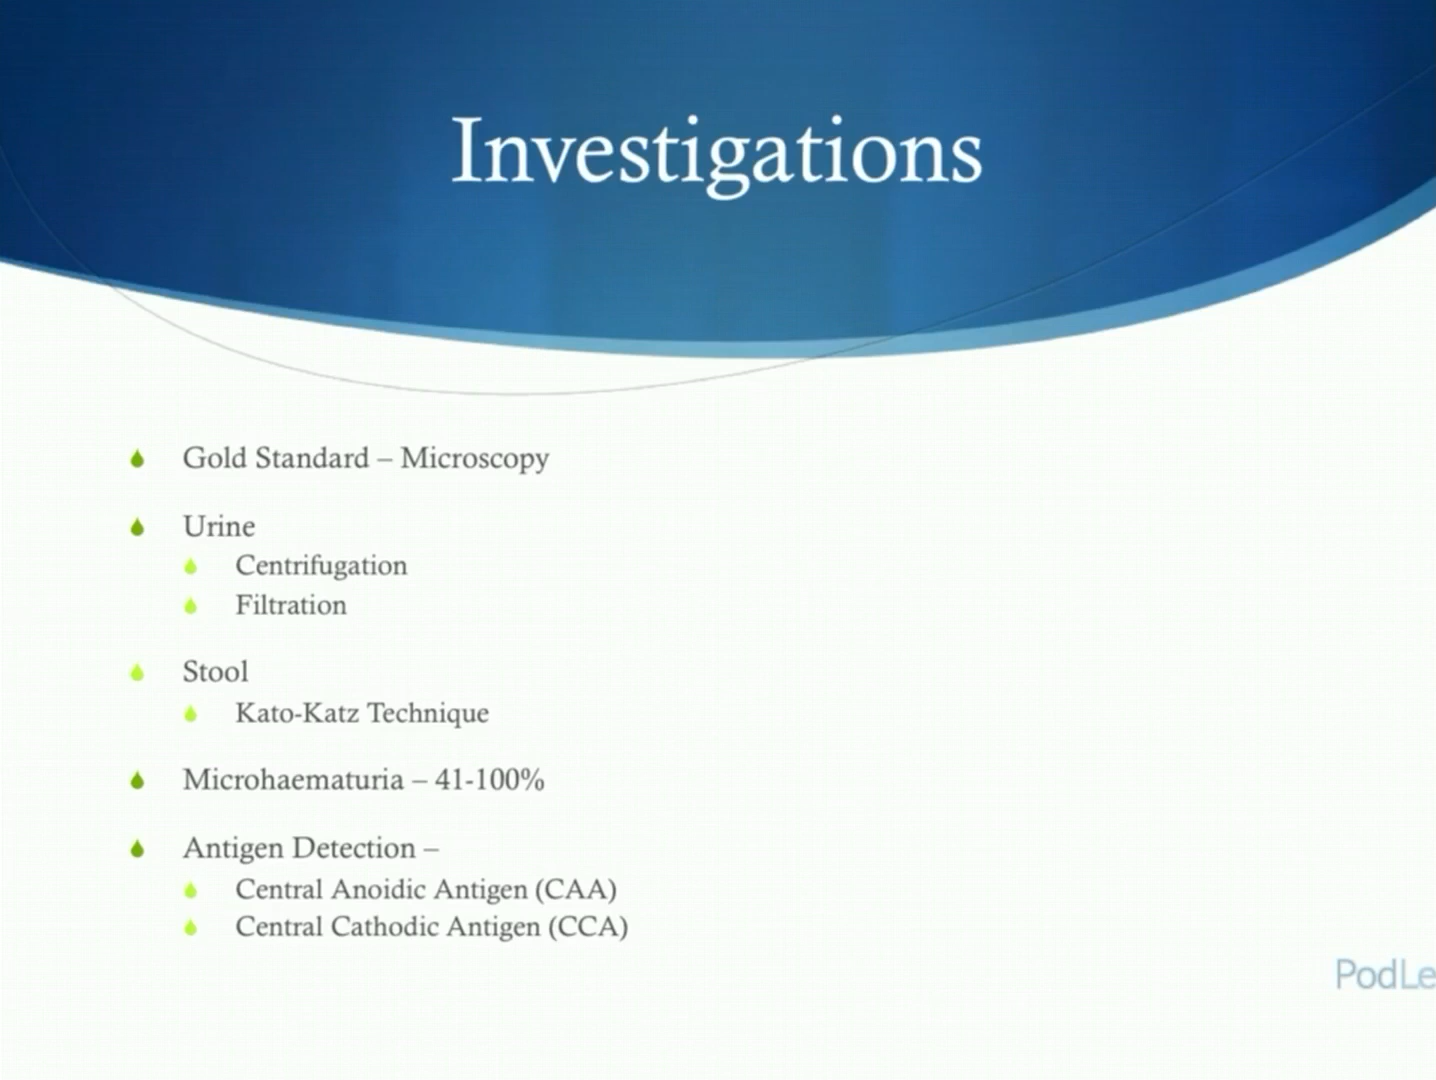 Investigations
Gold Standard – Microscopy
Urine
Centrifugation
Filtration
Stool
Kato-Katz Technique
Microhaematuria – 41-100%
Antigen Detection –
Central Anoidic Antigen (CAA)
Central Cathodic Antigen (CCA)
PodLe